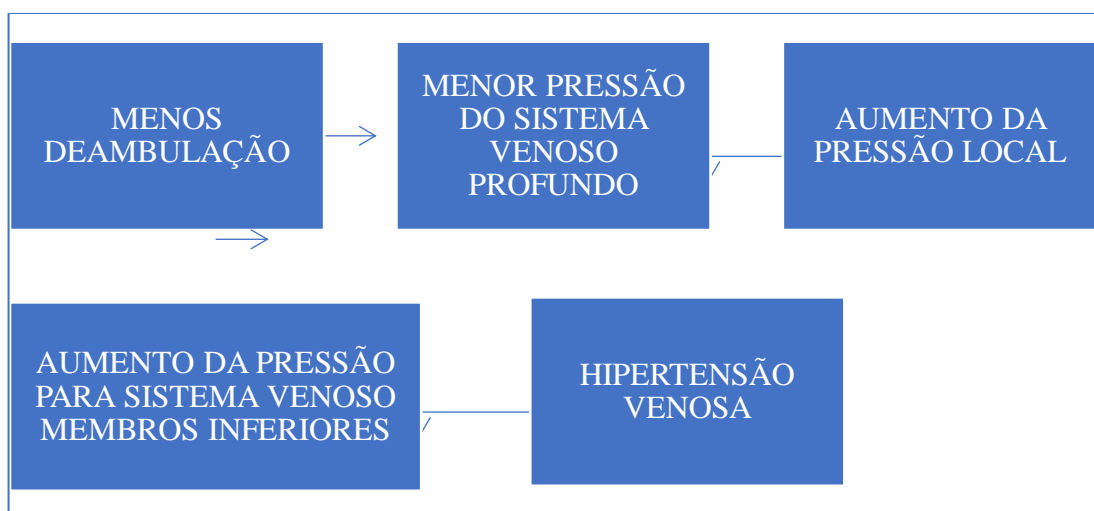 MENOS
DEAMBULAÇÃO
MENOR PRESSÃO
DO SISTEMA
VENOSO
PROFUNDO
AUMENTO DA
PRESSÃO LOCAL
AUMENTO DA PRESSÃO
PARA SISTEMA VENOSO
MEMBROS INFERIORES
HIPERTENSÃO
VENOSA